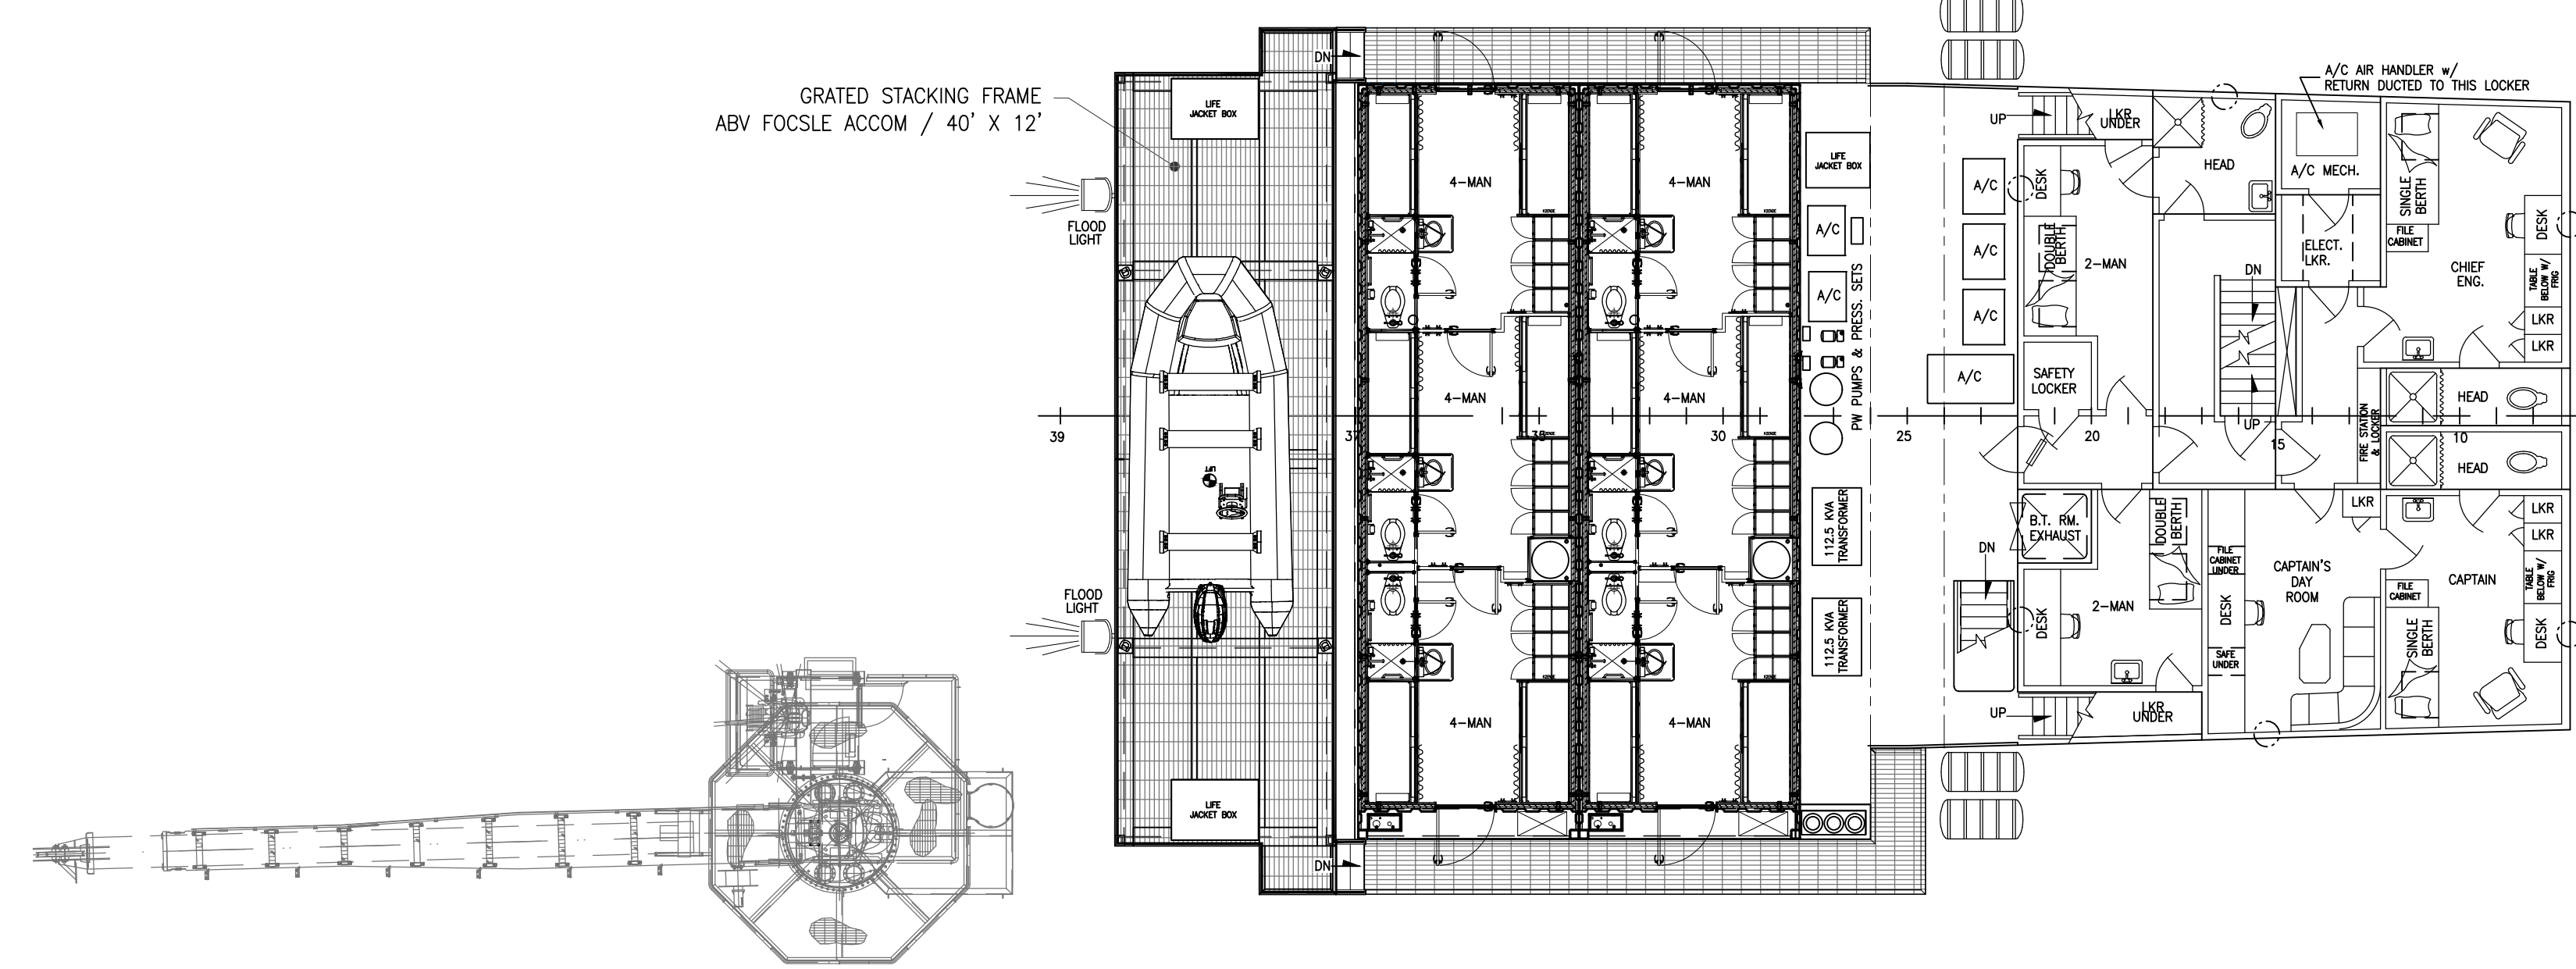 GRATED STACKING FRAME
ABV FOCSLE ACCOM / 40' X 12'
FLOOD
LIGHT
FLOOD
LIGHT
LIFE
JACKET BOX
LIFE
JACKET BOX
LIFT
DN
DN
39
37
30
25
20
15
10
4-MAN
4-MAN
4-MAN
4-MAN
4-MAN
4-MAN
LIFE
JACKET BOX
A/C
A/C
PW PUMPS & PRESS. SETS
112.5 KVA
TRANSFORMER
112.5 KVA
TRANSFORMER
A/C
A/C
A/C
A/C
DN
UP
LKR
UNDER
DESK
DOUBLE
BERTH
2-MAN
SAFETY
LOCKER
HEAD
A/C MECH.
ELECT.
LKR.
DN
UP
A/C AIR HANDLER w/
RETURN DUCTED TO THIS LOCKER
SINGLE
BERTH
FILE
CABINET
CHIEF
ENG.
DESK
TABLE
BELOW W/
FRIG
LKR
LKR
HEAD
HEAD
FIRE STATION
& LOCKER
B.T. RM.
EXHAUST
DOUBLE
BERTH
2-MAN
DESK
UP
LKR
UNDER
FILE
CABINET
UNDER
DESK
SAFE
UNDER
CAPTAIN'S
DAY
ROOM
LKR
CAPTAIN
FILE
CABINET
SINGLE
BERTH
LKR
LKR
TABLE
BELOW W/
FRIG
DESK